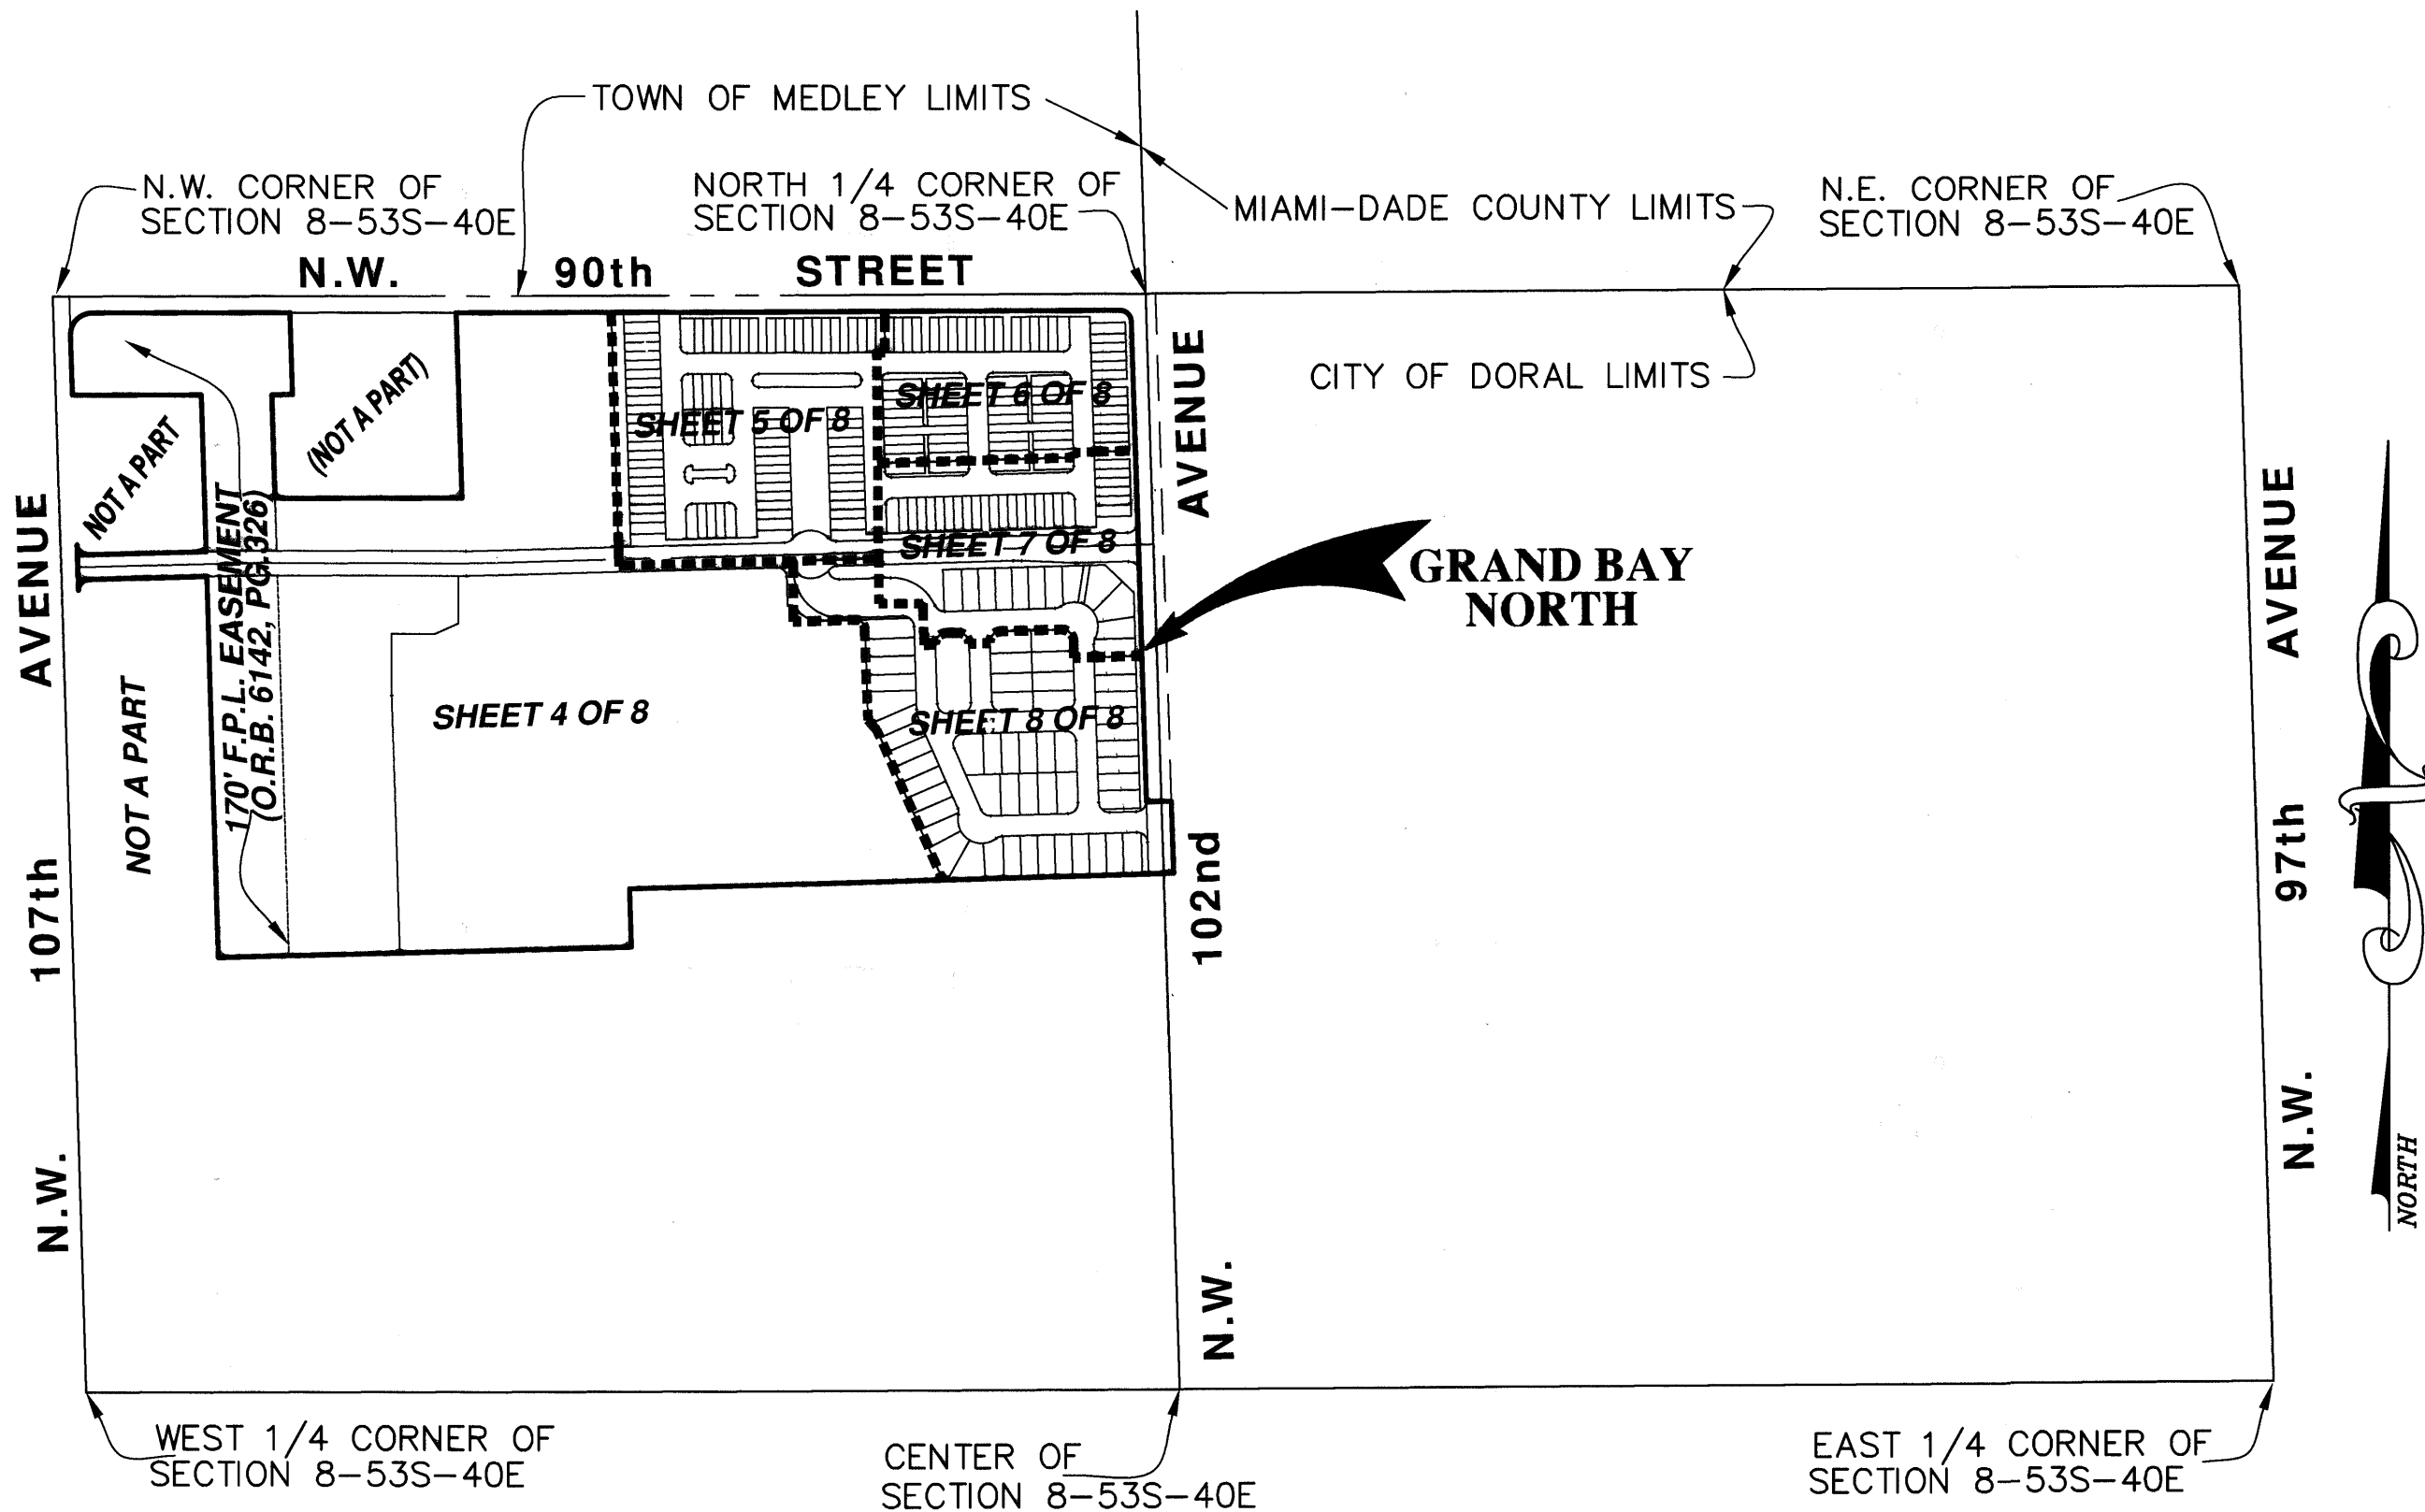 TOWN OF MEDLEY LIMITS
N.W. CORNER OF
SECTION 8-53S-40E
NORTH 1/4 CORNER OF
SECTION 8-53S-40E
MIAMI-DADE COUNTY LIMITS
N.E. CORNER OF
SECTION 8-53S-40E
N.W. 90th STREET
CITY OF DORAL LIMITS
NOT A PART
(NOT A PART)
SHEET 5 OF 8
SHEET 6 OF 8
SHEET 7 OF 8
GRAND BAY
NORTH
170' F.P.L. EASEMENT
(O.R.B. 6142, PG.326)
NOT A PART
SHEET 4 OF 8
SHEET 8 OF 8
N.W. 107th AVENUE
N.W. 102nd AVENUE
N.W. 97th AVENUE
NORTH
WEST 1/4 CORNER OF
SECTION 8-53S-40E
CENTER OF
SECTION 8-53S-40E
EAST 1/4 CORNER OF
SECTION 8-53S-40E